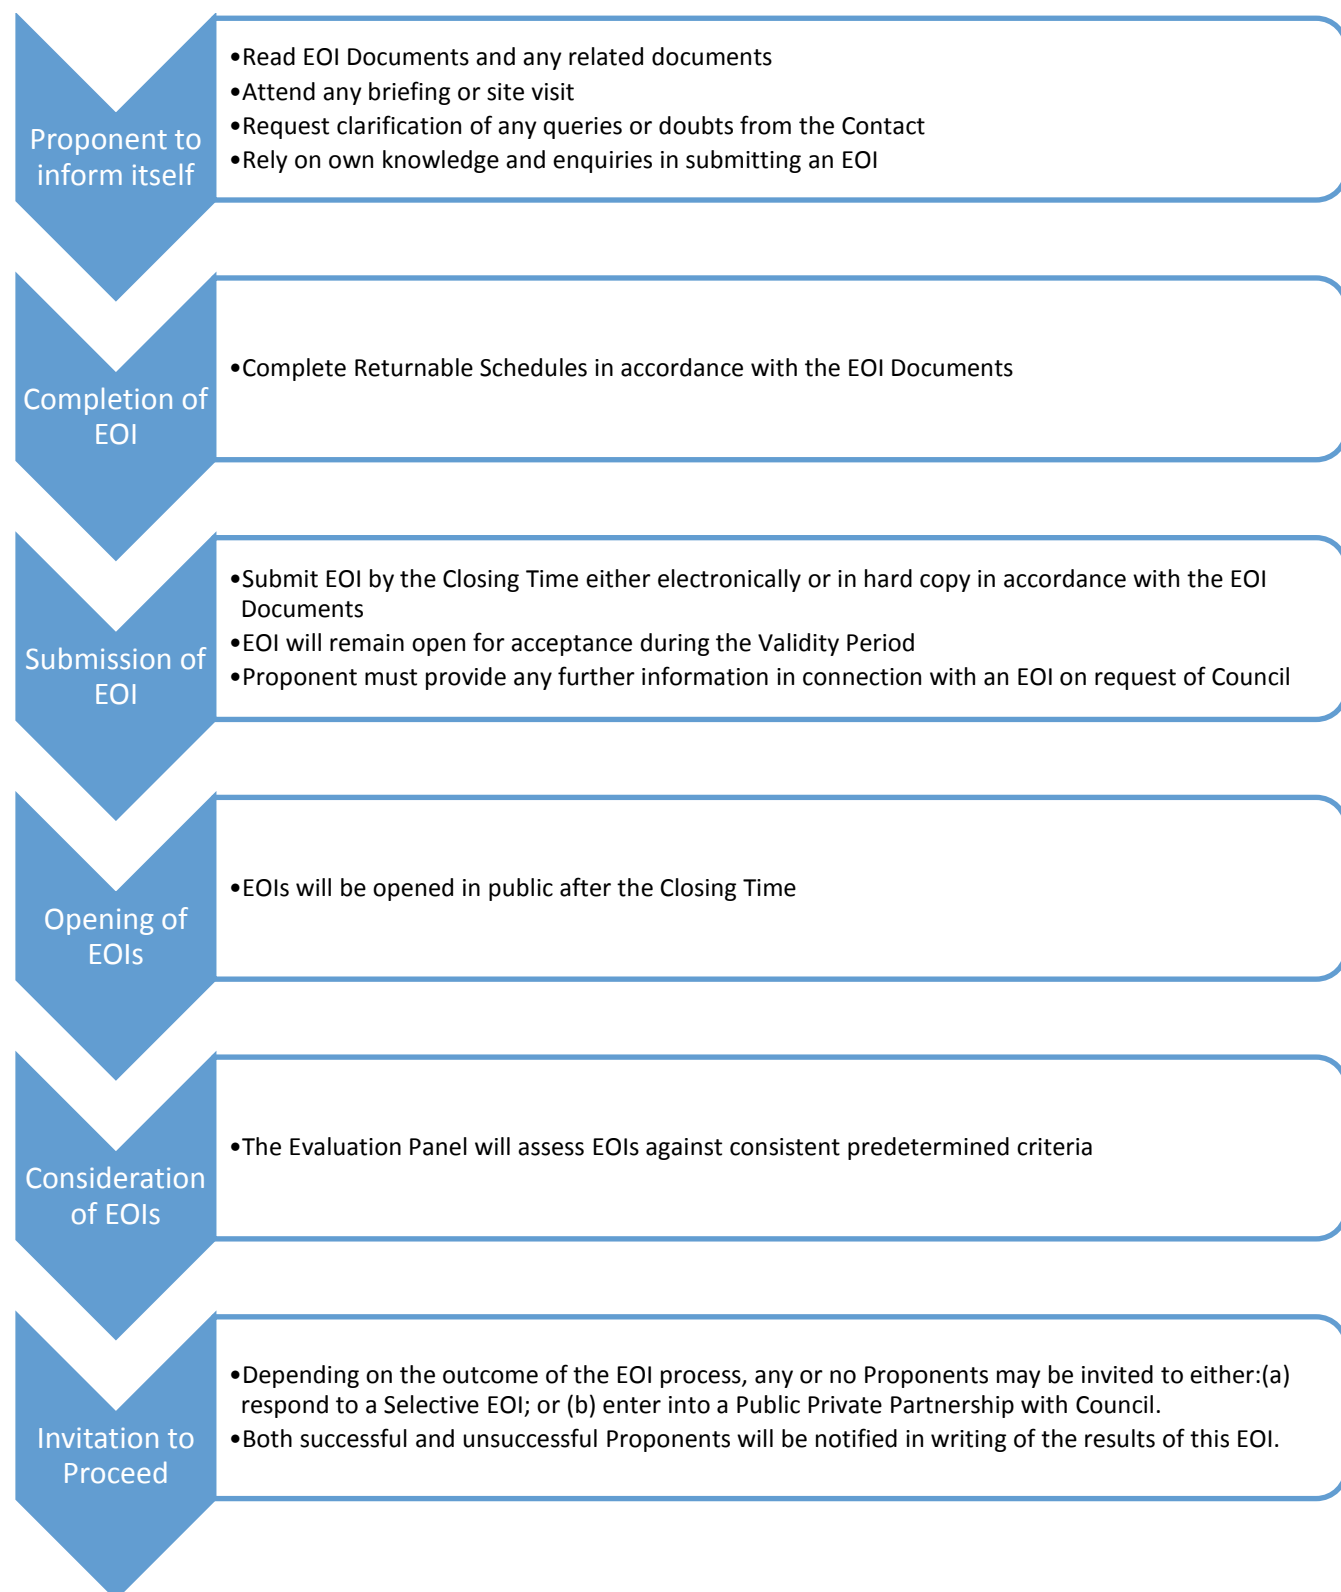 Proponent to
inform itself
•Read EOI Documents and any related documents
•Attend any briefing or site visit
•Request clarification of any queries or doubts from the Contact
•Rely on own knowledge and enquiries in submitting an EOI
Completion of
EOI
•Complete Returnable Schedules in accordance with the EOI Documents
Submission of
EOI
•Submit EOI by the Closing Time either electronically or in hard copy in accordance with the EOI
Documents
•EOI will remain open for acceptance during the Validity Period
•Proponent must provide any further information in connection with an EOI on request of Council
Opening of
EOIs
•EOIs will be opened in public after the Closing Time
Consideration
of EOIs
•The Evaluation Panel will assess EOIs against consistent predetermined criteria
Invitation to
Proceed
•Depending on the outcome of the EOI process, any or no Proponents may be invited to either:(a)
respond to a Selective EOI; or (b) enter into a Public Private Partnership with Council.
•Both successful and unsuccessful Proponents will be notified in writing of the results of this EOI.